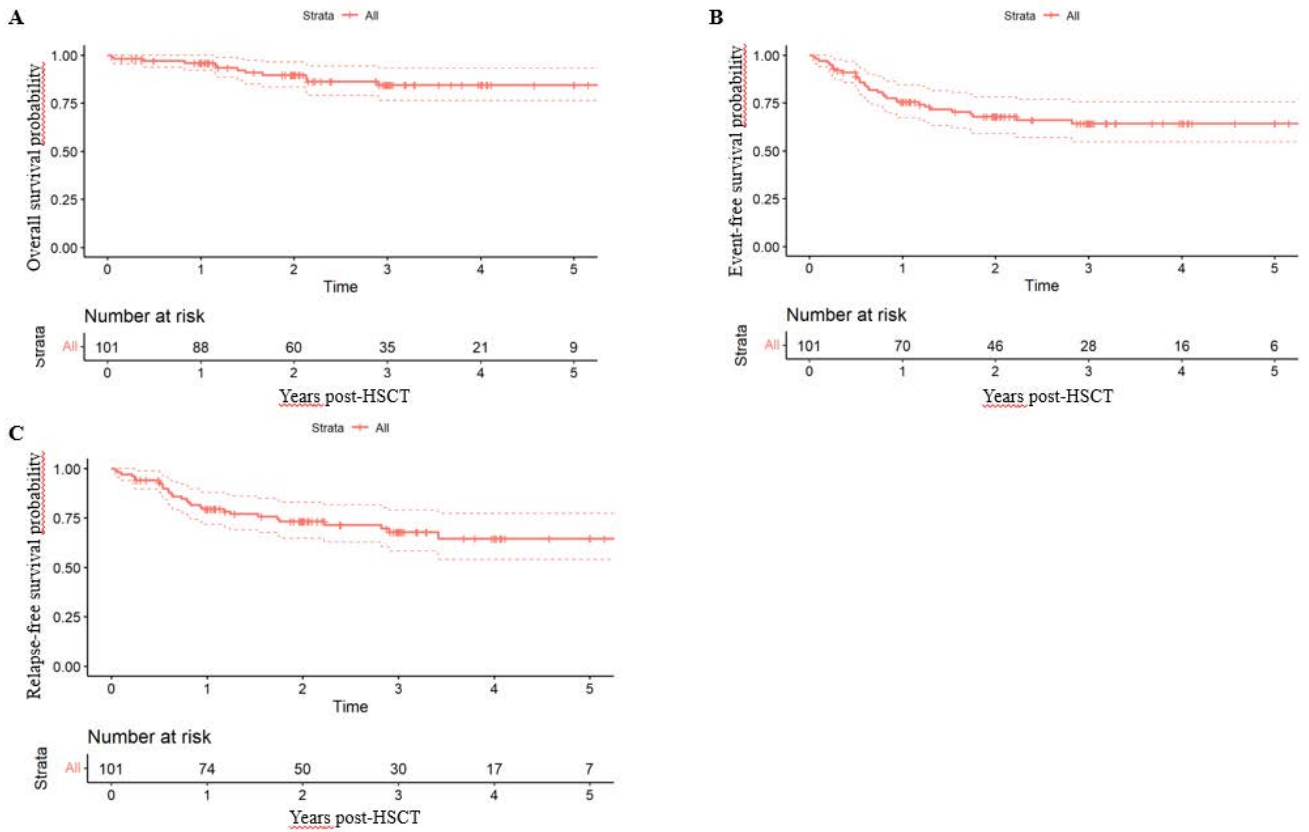 A
Strata All
Overall survival probability
1.00
0.75
0.50
0.25
0.00
0 1 2 3 4 5
Time
Number at risk
Strata
All 101 88 60 35 21 9
0 1 2 3 4 5
Years post-HSCT
B
Strata All
Event-free survival probability
1.00
0.75
0.50
0.25
0.00
0 1 2 3 4 5
Time
Number at risk
Strata
All 101 70 46 28 16 6
0 1 2 3 4 5
Years post-HSCT
C
Strata All
Relapse-free survival probability
1.00
0.75
0.50
0.25
0.00
0 1 2 3 4 5
Time
Number at risk
Strata
All 101 74 50 30 17 7
0 1 2 3 4 5
Years post-HSCT